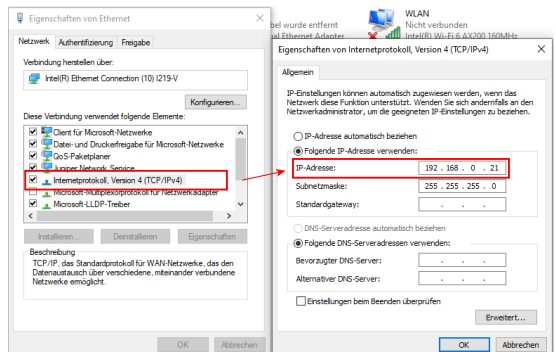 Eigenschaften von Ethernet
Netzwerk Authentifizierung Freigabe
Verbindung herstellen über:
Intel(R) Ethernet Connection (10) I219-V
Konfigurieren...
Diese Verbindung verwendet folgende Elemente:
Client für Microsoft-Netzwerke
Datei- und Druckerfreigabe für Microsoft-Netzwerke
QoS-Paketplaner
Juniper Network Service
Internetprotokoll, Version 4 (TCP/IPv4)
Microsoft-Multiplexorprotokoll für Netzwerkadapter
Microsoft-LLDP-Treiber
Installieren... Deinstallieren Eigenschaften
Beschreibung
TCP/IP, das Standardprotokoll für WAN-Netzwerke, das den
Datenaustausch über verschiedene, miteinander verbundene
Netzwerke ermöglicht.
OK Abbrechen
bel wurde entfernt
al Ethernet Adapter
WLAN
Nicht verbunden
Intel(R) Wi-Fi 6 AX200 160MHz
Eigenschaften von Internetprotokoll, Version 4 (TCP/IPv4)
Allgemein
IP-Einstellungen können automatisch zugewiesen werden, wenn das
Netzwerk diese Funktion unterstützt. Wenden Sie sich andernfalls an den
Netzwerkadministrator, um die geeigneten IP-Einstellungen zu beziehen.
IP-Adresse automatisch beziehen
Folgende IP-Adresse verwenden:
IP-Adresse: 192 . 168 . 0 . 21
Subnetzmaske: 255 . 255 . 255 . 0
Standardgateway: . . .
DNS-Serveradresse automatisch beziehen
Folgende DNS-Serveradressen verwenden:
Bevorzugter DNS-Server: . . .
Alternativer DNS-Server: . . .
Einstellungen beim Beenden überprüfen
Erweitert...
OK Abbrechen